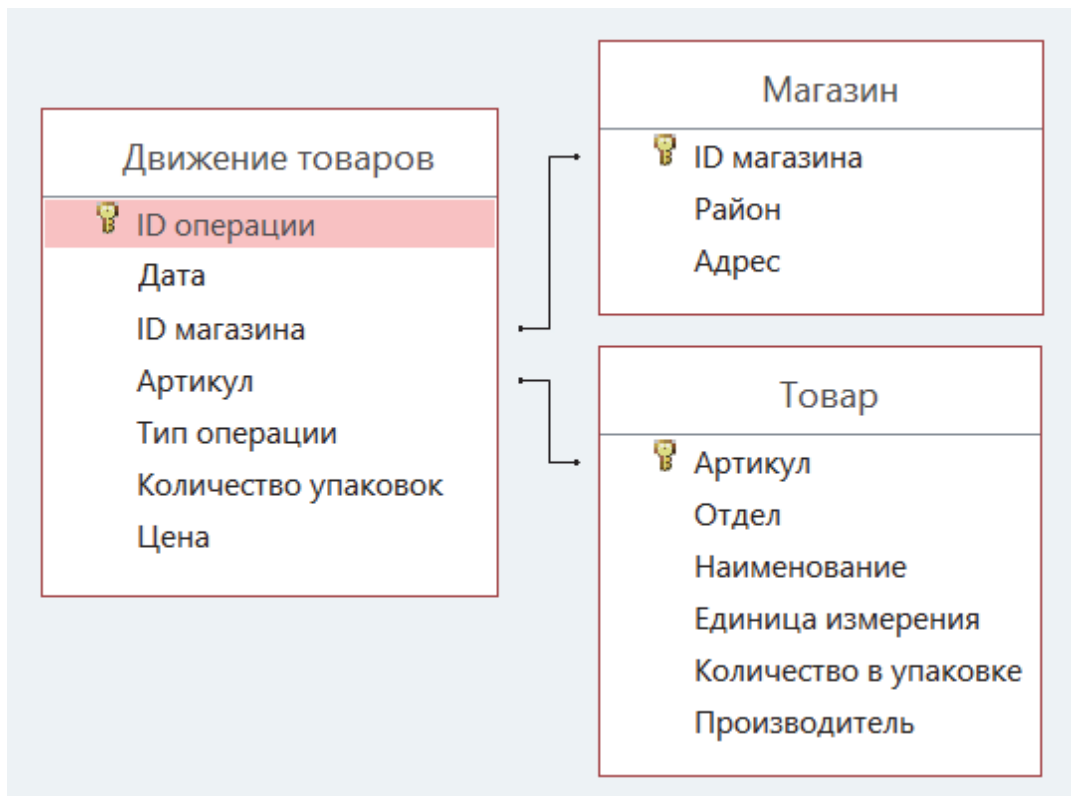 Движение товаров
ID операции
Дата
ID магазина
Артикул
Тип операции
Количество упаковок
Цена
Магазин
ID магазина
Район
Адрес
Товар
Артикул
Отдел
Наименование
Единица измерения
Количество в упаковке
Производитель